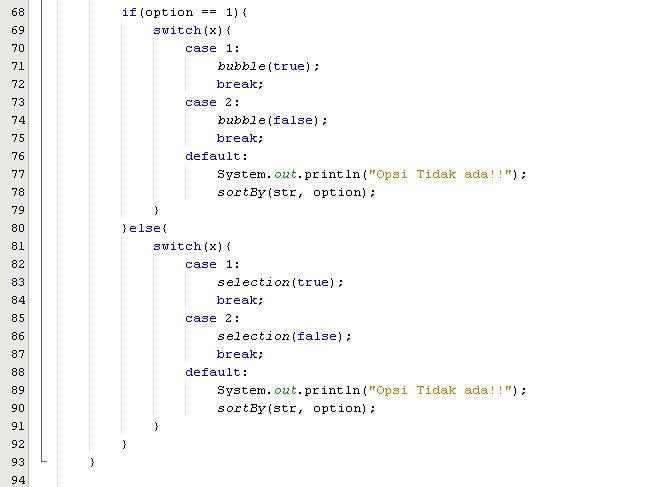 68 if(option == 1){
69 switch(x){
70 case 1:
71 bubble(true);
72 break;
73 case 2:
74 bubble(false);
75 break;
76 default:
77 System.out.println("Opsi Tidak ada!!");
78 sortBy(str, option);
79 }
80 }else{
81 switch(x){
82 case 1:
83 selection(true);
84 break;
85 case 2:
86 selection(false);
87 break;
88 default:
89 System.out.println("Opsi Tidak ada!!");
90 sortBy(str, option);
91 }
92 }
93 }
94